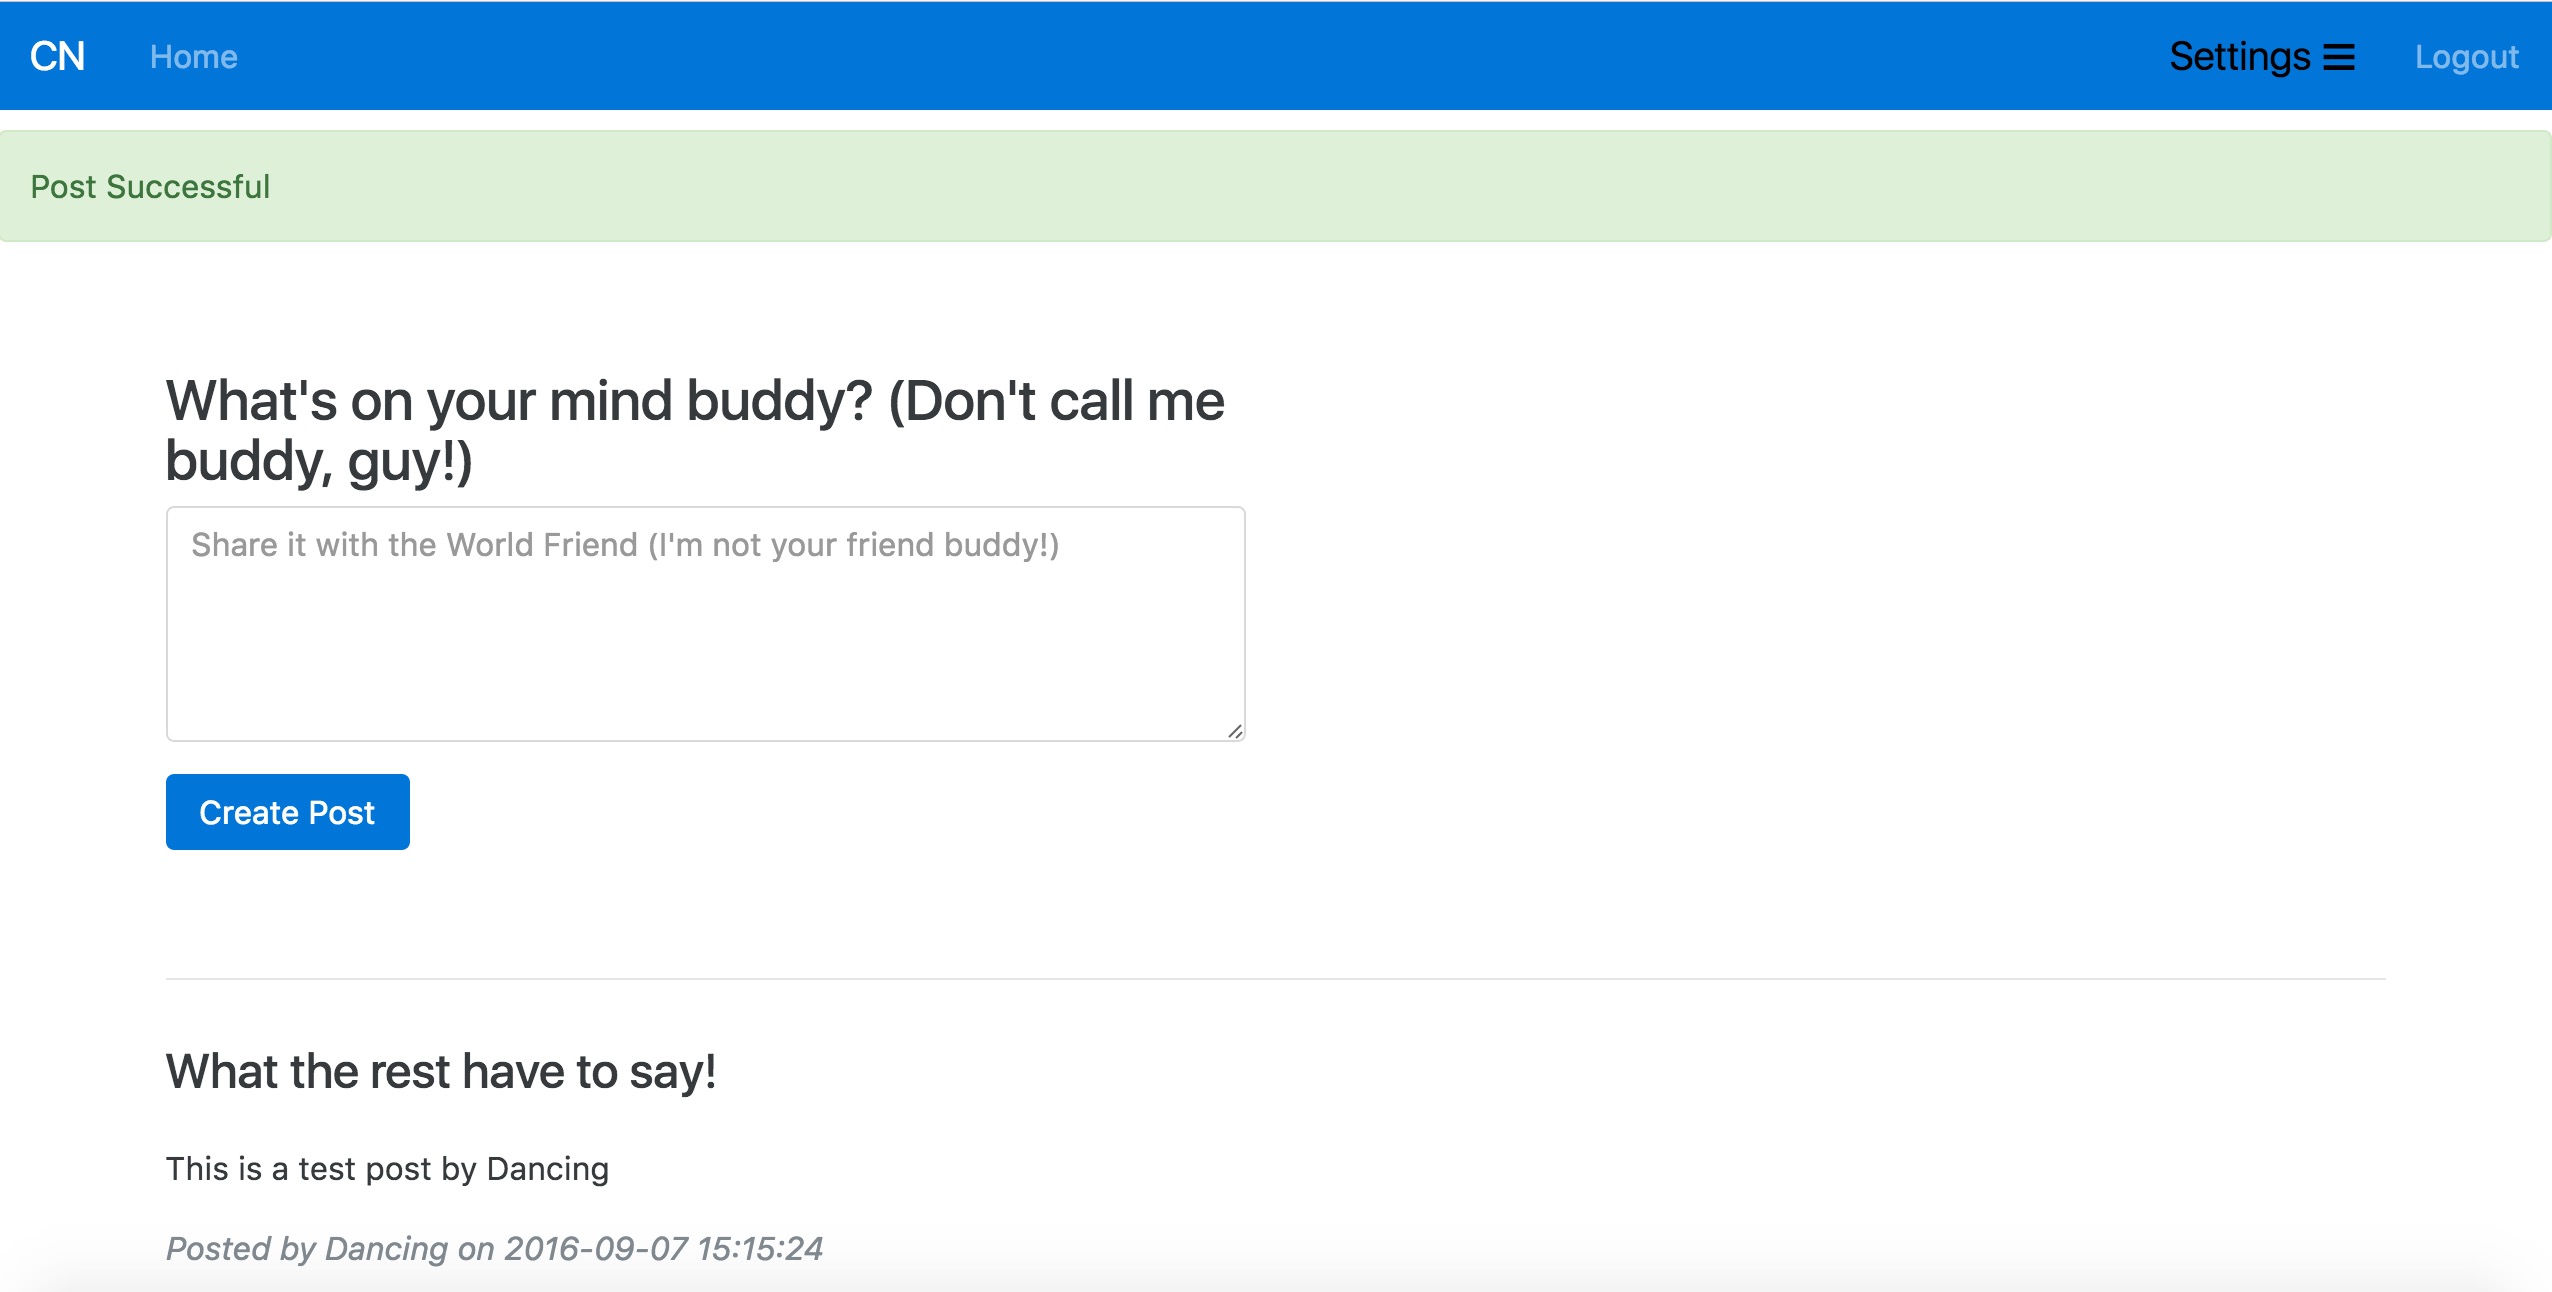 CN Home Settings Logout
Post Successful
What's on your mind buddy? (Don't call me
buddy, guy!)
Share it with the World Friend (I'm not your friend buddy!)
Create Post
What the rest have to say!
This is a test post by Dancing
Posted by Dancing on 2016-09-07 15:15:24